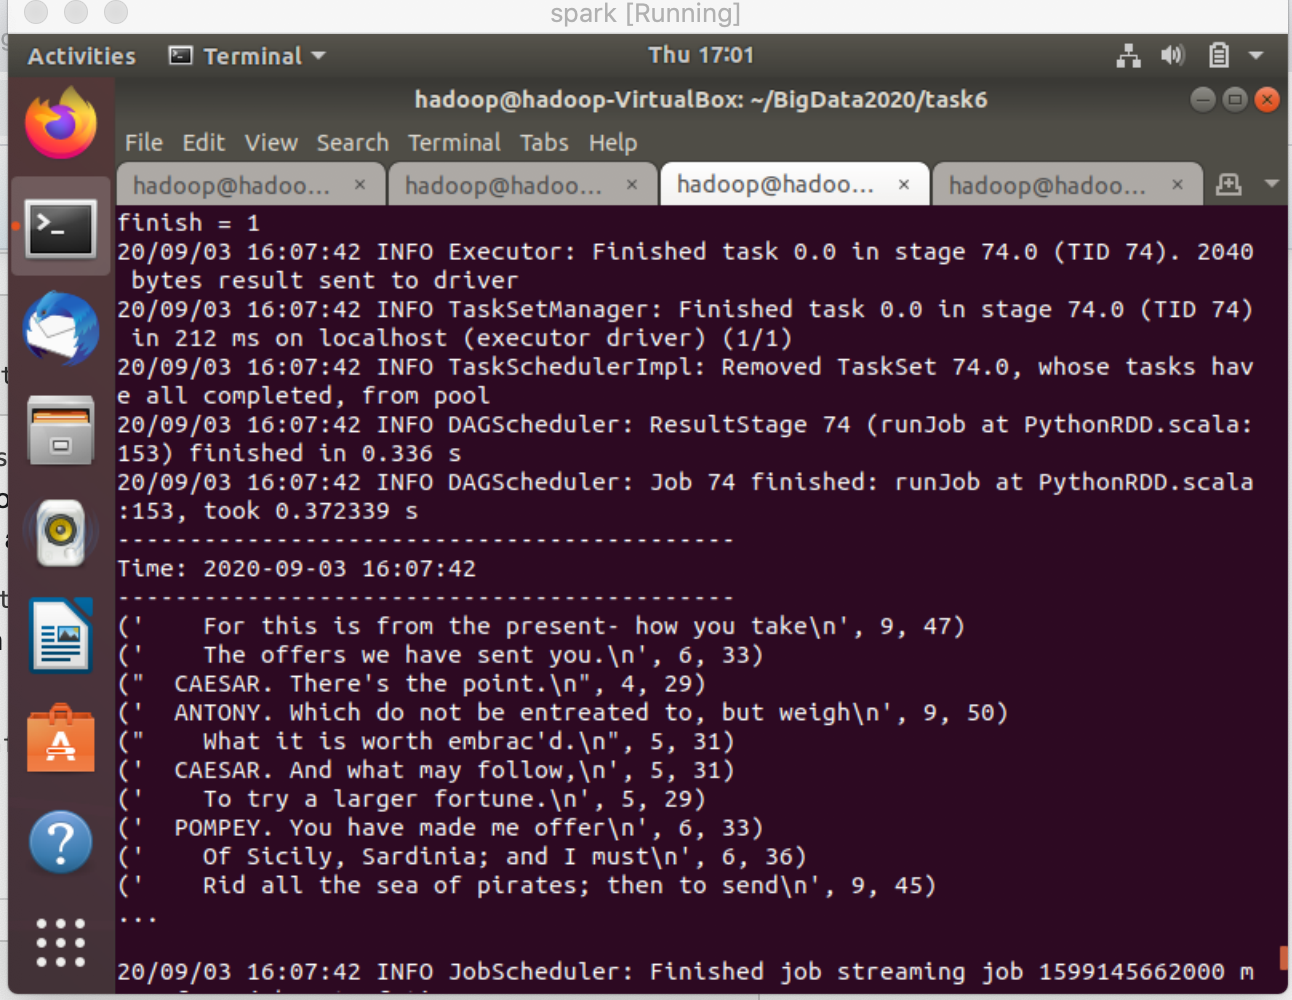 spark [Running]
Activities Terminal Thu 17:01
hadoop@hadoop-VirtualBox: ~/BigData2020/task6
File Edit View Search Terminal Tabs Help
hadoop@hadoo... × hadoop@hadoo... × hadoop@hadoo... × hadoop@hadoo... ×
finish = 1
20/09/03 16:07:42 INFO Executor: Finished task 0.0 in stage 74.0 (TID 74). 2040
 bytes result sent to driver
20/09/03 16:07:42 INFO TaskSetManager: Finished task 0.0 in stage 74.0 (TID 74)
 in 212 ms on localhost (executor driver) (1/1)
20/09/03 16:07:42 INFO TaskSchedulerImpl: Removed TaskSet 74.0, whose tasks hav
e all completed, from pool
20/09/03 16:07:42 INFO DAGScheduler: ResultStage 74 (runJob at PythonRDD.scala:
153) finished in 0.336 s
20/09/03 16:07:42 INFO DAGScheduler: Job 74 finished: runJob at PythonRDD.scala
:153, took 0.372339 s
-------------------------------------------
Time: 2020-09-03 16:07:42
-------------------------------------------
('    For this is from the present- how you take\n', 9, 47)
('    The offers we have sent you.\n', 6, 33)
("  CAESAR. There's the point.\n", 4, 29)
('  ANTONY. Which do not be entreated to, but weigh\n', 9, 50)
("    What it is worth embrac'd.\n", 5, 31)
('  CAESAR. And what may follow,\n', 5, 31)
('    To try a larger fortune.\n', 5, 29)
('  POMPEY. You have made me offer\n', 6, 33)
('    Of Sicily, Sardinia; and I must\n', 6, 36)
('    Rid all the sea of pirates; then to send\n', 9, 45)
...
20/09/03 16:07:42 INFO JobScheduler: Finished job streaming job 1599145662000 m